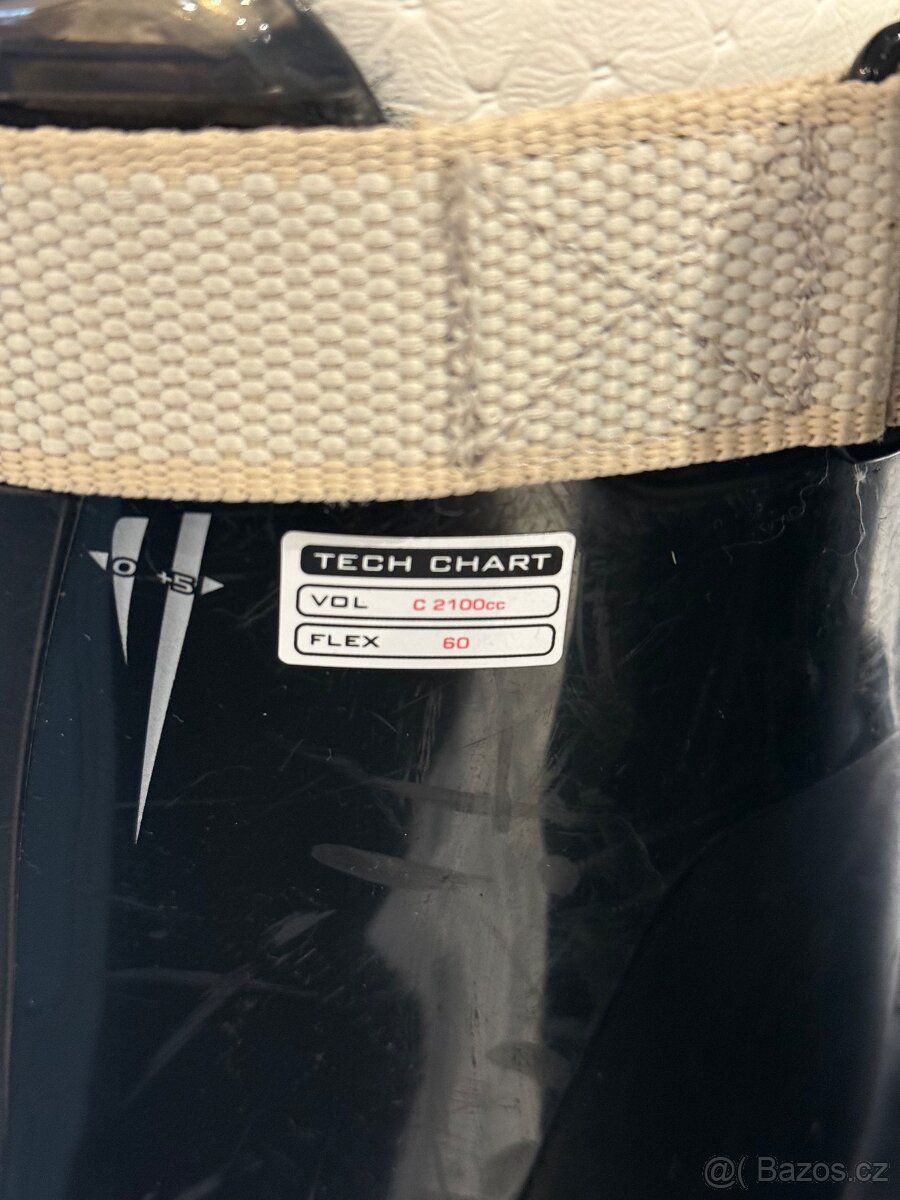 0 +5
TECH CHART
VOL C 2100cc
FLEX 60
@( Bazos.cz